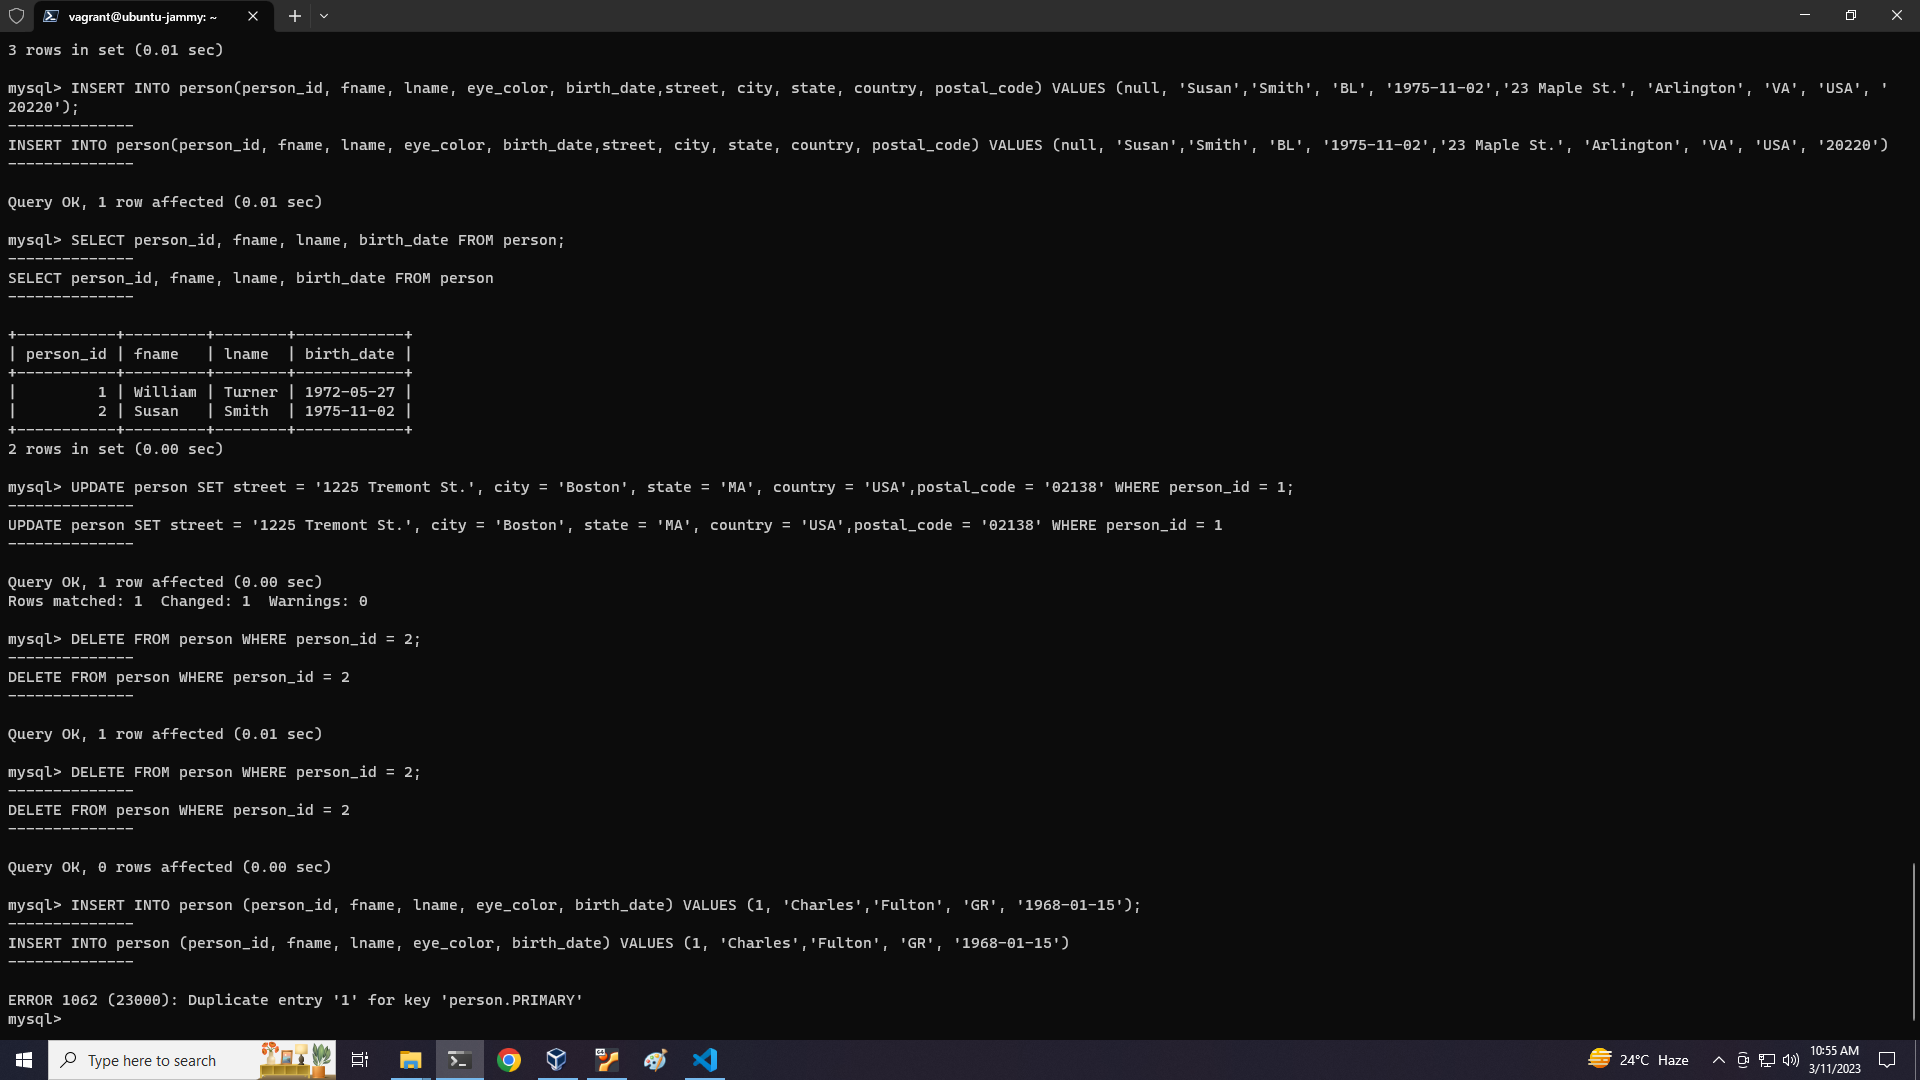 vagrant@ubuntu-jammy: ~
3 rows in set (0.01 sec)
mysql> INSERT INTO person(person_id, fname, lname, eye_color, birth_date,street, city, state, country, postal_code) VALUES (null, 'Susan','Smith', 'BL', '1975-11-02','23 Maple St.', 'Arlington', 'VA', 'USA', '
20220');
--------------
INSERT INTO person(person_id, fname, lname, eye_color, birth_date,street, city, state, country, postal_code) VALUES (null, 'Susan','Smith', 'BL', '1975-11-02','23 Maple St.', 'Arlington', 'VA', 'USA', '20220')
--------------
Query OK, 1 row affected (0.01 sec)
mysql> SELECT person_id, fname, lname, birth_date FROM person;
--------------
SELECT person_id, fname, lname, birth_date FROM person
--------------
+-----------+---------+--------+------------+
| person_id | fname   | lname  | birth_date |
+-----------+---------+--------+------------+
|         1 | William | Turner | 1972-05-27 |
|         2 | Susan   | Smith  | 1975-11-02 |
+-----------+---------+--------+------------+
2 rows in set (0.00 sec)
mysql> UPDATE person SET street = '1225 Tremont St.', city = 'Boston', state = 'MA', country = 'USA',postal_code = '02138' WHERE person_id = 1;
--------------
UPDATE person SET street = '1225 Tremont St.', city = 'Boston', state = 'MA', country = 'USA',postal_code = '02138' WHERE person_id = 1
--------------
Query OK, 1 row affected (0.00 sec)
Rows matched: 1  Changed: 1  Warnings: 0
mysql> DELETE FROM person WHERE person_id = 2;
--------------
DELETE FROM person WHERE person_id = 2
--------------
Query OK, 1 row affected (0.01 sec)
mysql> DELETE FROM person WHERE person_id = 2;
--------------
DELETE FROM person WHERE person_id = 2
--------------
Query OK, 0 rows affected (0.00 sec)
mysql> INSERT INTO person (person_id, fname, lname, eye_color, birth_date) VALUES (1, 'Charles','Fulton', 'GR', '1968-01-15');
--------------
INSERT INTO person (person_id, fname, lname, eye_color, birth_date) VALUES (1, 'Charles','Fulton', 'GR', '1968-01-15')
--------------
ERROR 1062 (23000): Duplicate entry '1' for key 'person.PRIMARY'
mysql>
Type here to search
24°C Haze
10:55 AM
3/11/2023